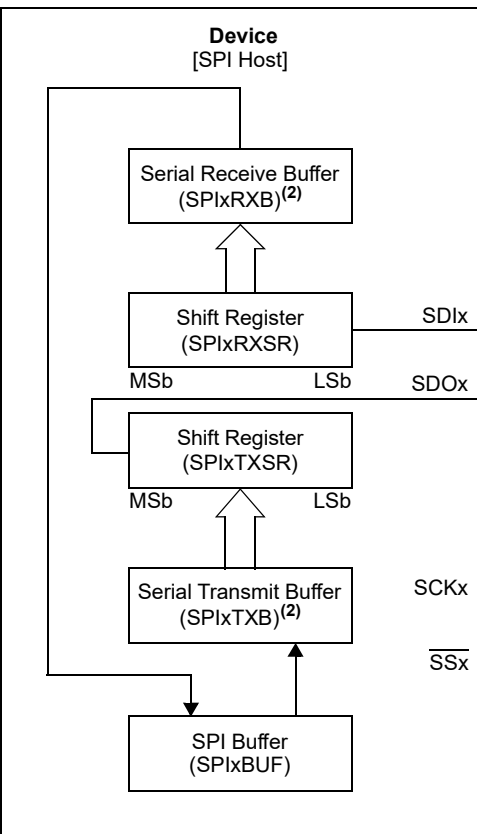 Device
[SPI Host]
Serial Receive Buffer
(SPIxRXB)(2)
Shift Register
(SPIxRXSR)
SDIx
MSb LSb
SDOx
Shift Register
(SPIxTXSR)
MSb LSb
Serial Transmit Buffer
(SPIxTXB)(2)
SCKx
SSx
SPI Buffer
(SPIxBUF)